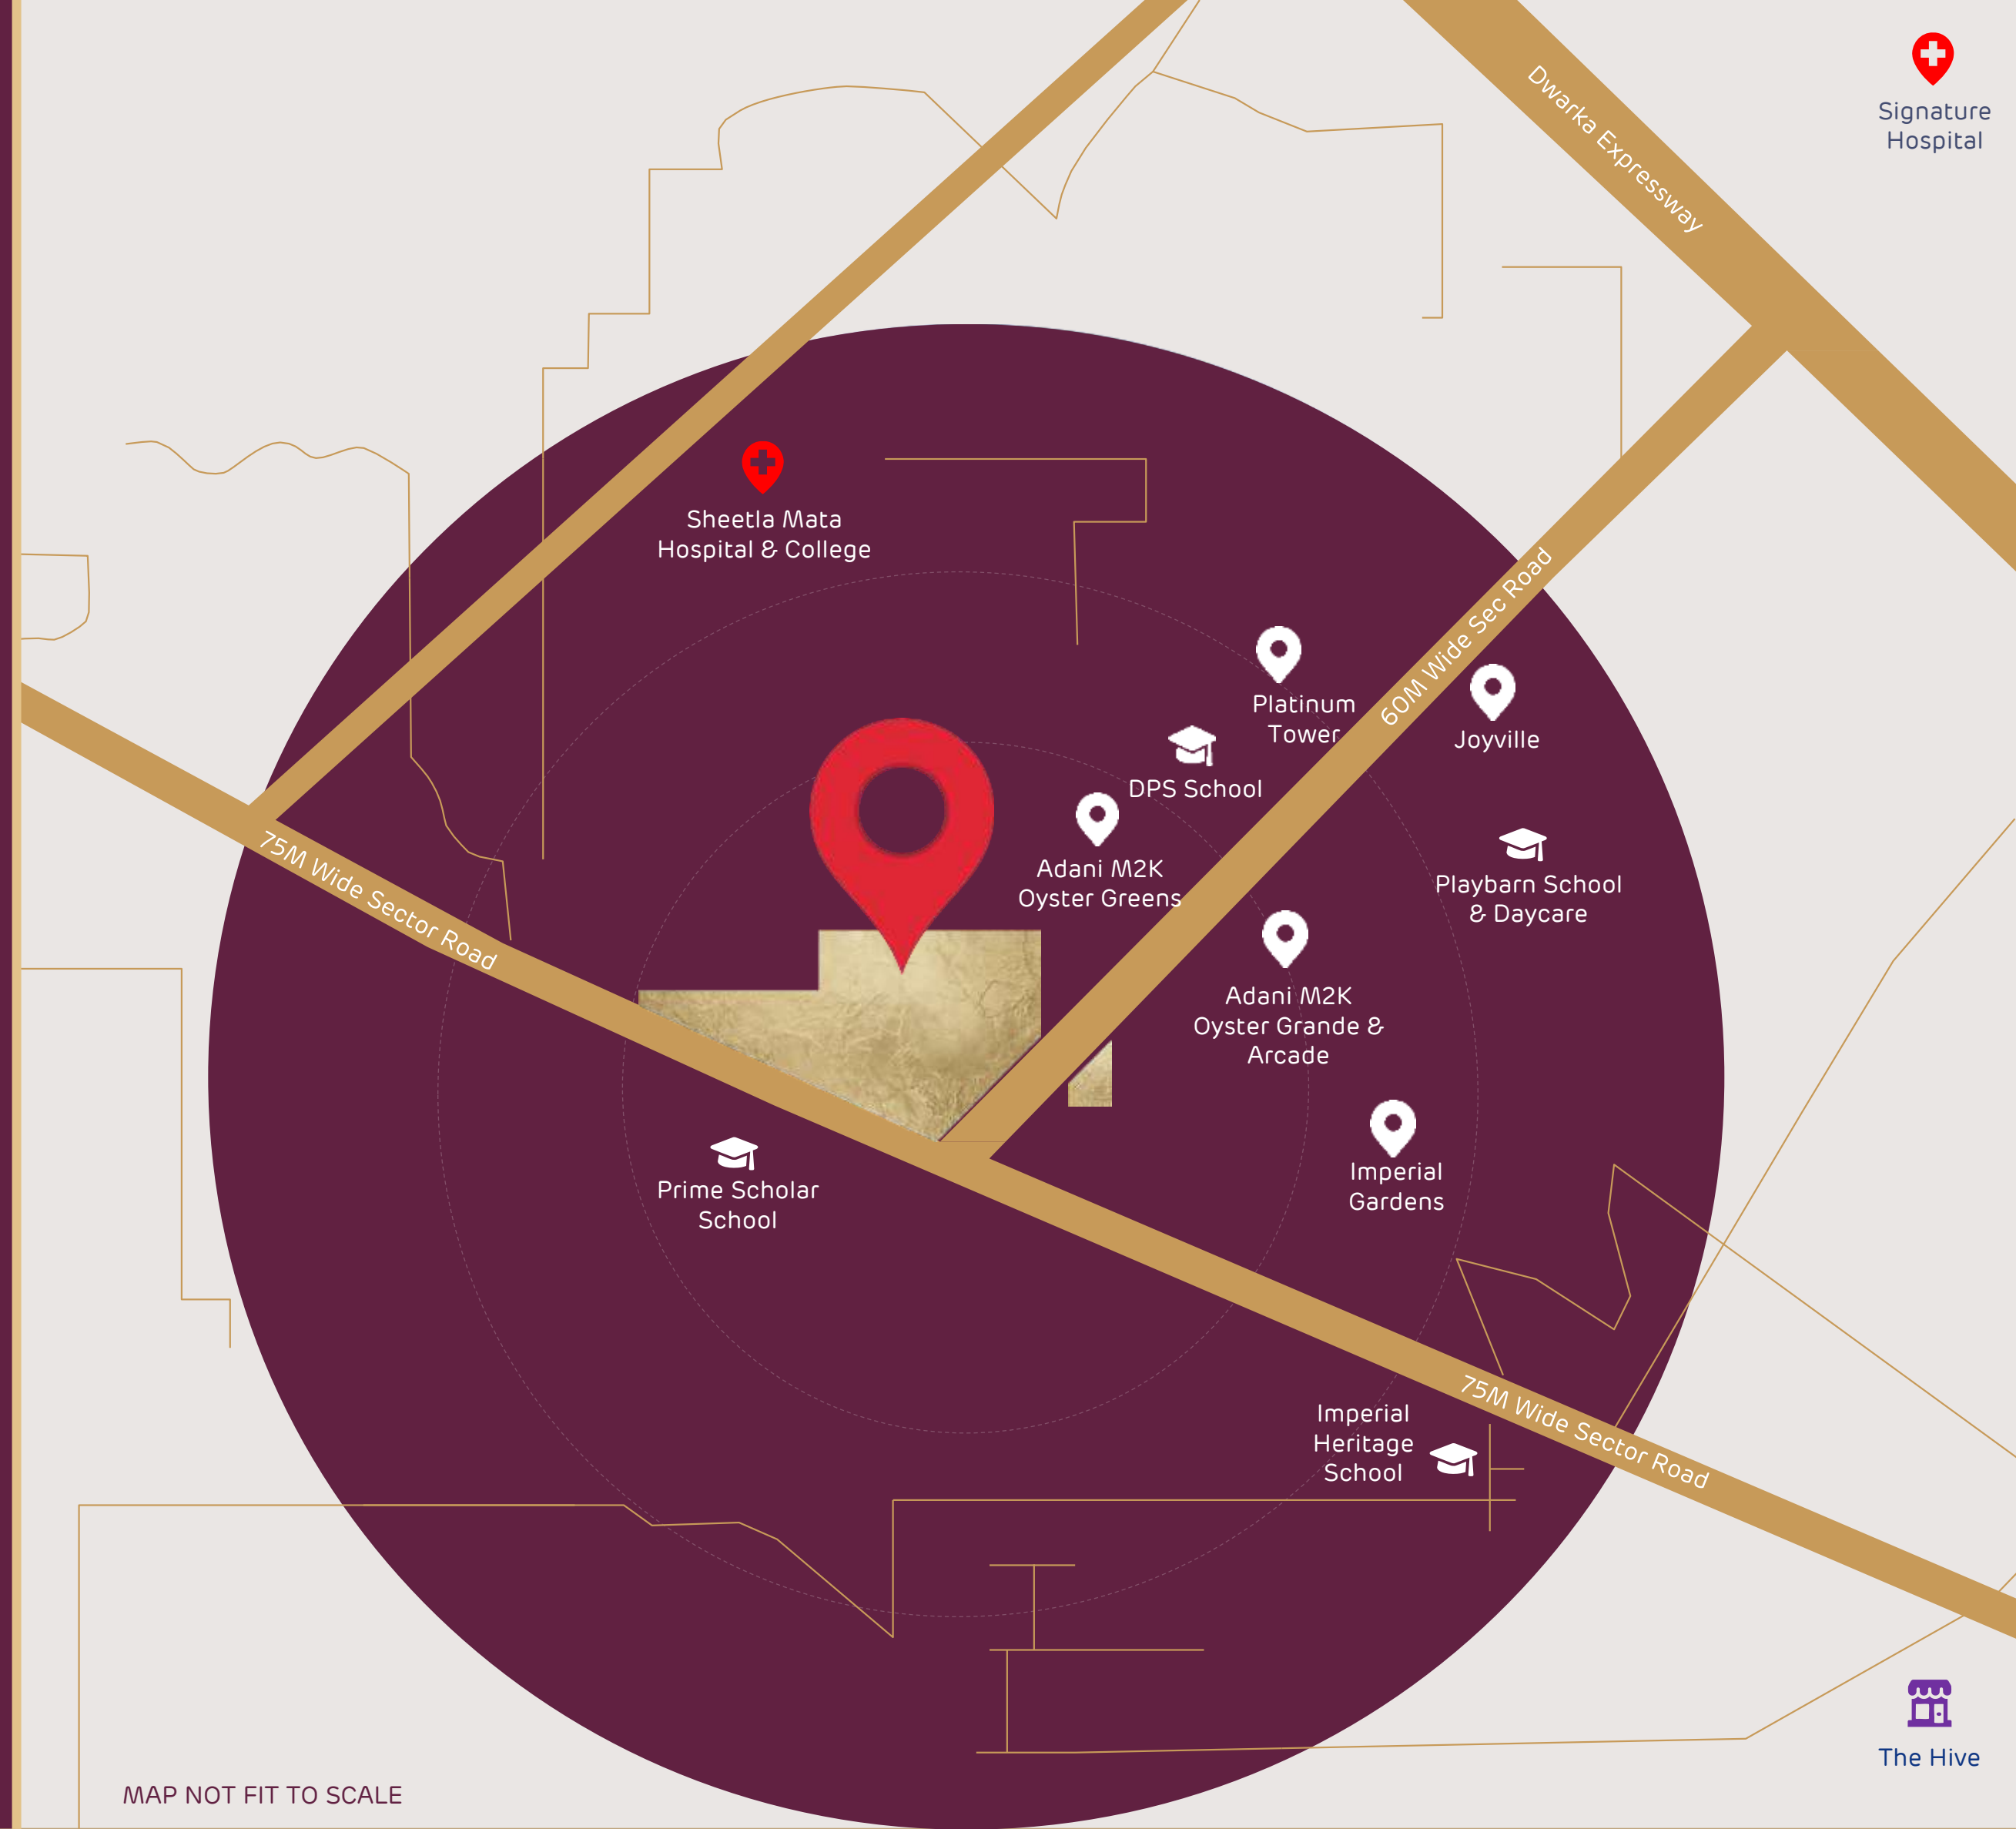 Dwarka Expressway
Signature
Hospital
Sheetla Mata
Hospital & College
60M Wide Sec Road
Platinum
Tower
Joyville
DPS School
Adani M2K
Oyster Greens
Playbarn School
& Daycare
75M Wide Sector Road
Adani M2K
Oyster Grande &
Arcade
Imperial
Gardens
Prime Scholar
School
75M Wide Sector Road
Imperial
Heritage
School
The Hive
MAP NOT FIT TO SCALE